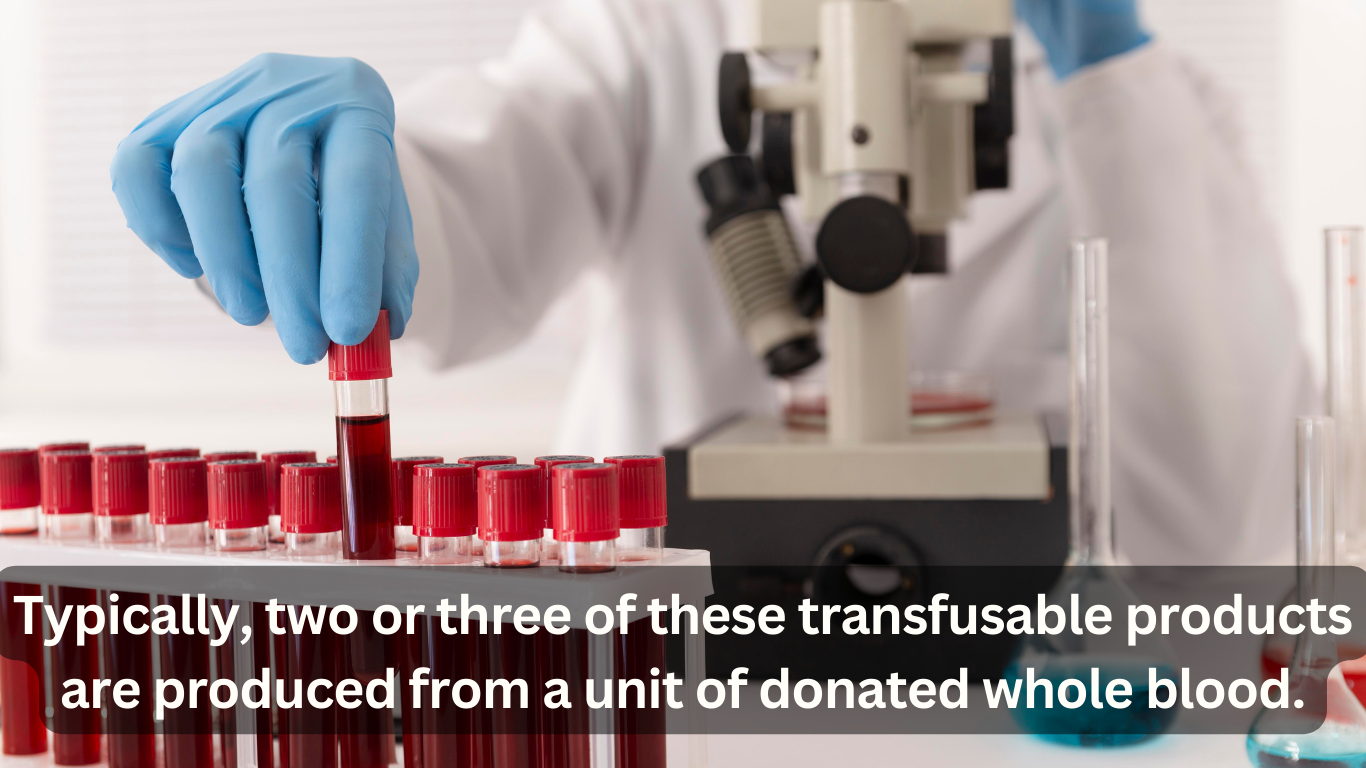 Typically, two or three of these transfusable products
are produced from a unit of donated whole blood.